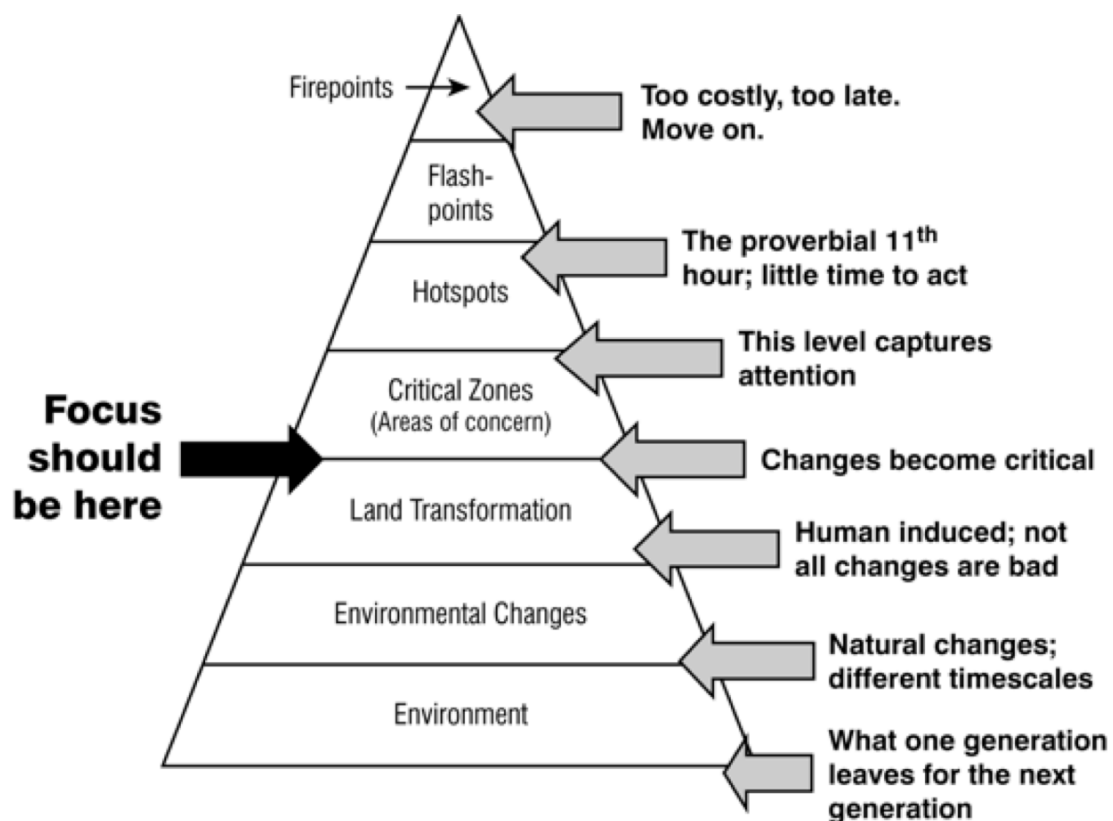 Firepoints
Too costly, too late.
Move on.
Flash-
points
The proverbial 11th
hour; little time to act
Hotspots
This level captures
attention
Critical Zones
(Areas of concern)
Focus
should
be here
Changes become critical
Land Transformation
Human induced; not
all changes are bad
Environmental Changes
Natural changes;
different timescales
Environment
What one generation
leaves for the next
generation